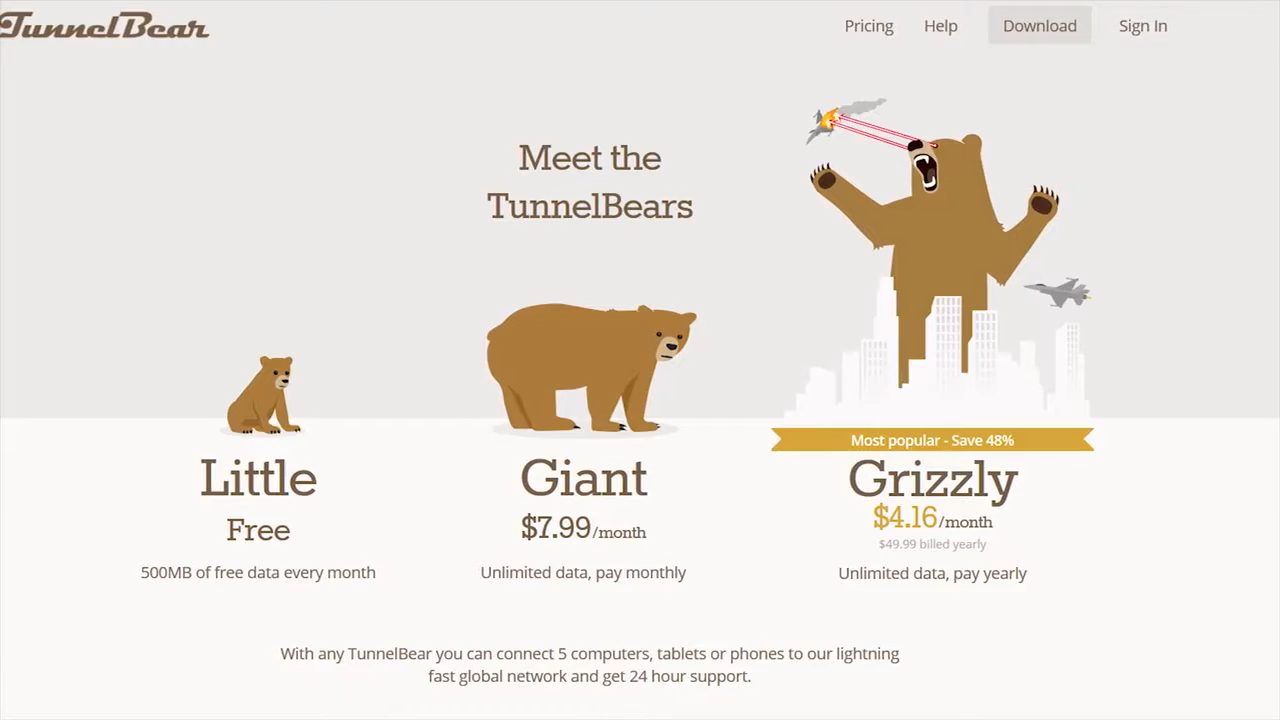 TunnelBear
Pricing
Help
Download
Sign In
Meet the
TunnelBears
Most popular - Save 48%
Little
Free
500MB of free data every month
Giant
$7.99/month
Unlimited data, pay monthly
Grizzly
$4.16/month
$49.99 billed yearly
Unlimited data, pay yearly
With any TunnelBear you can connect 5 computers, tablets or phones to our lightning
fast global network and get 24 hour support.